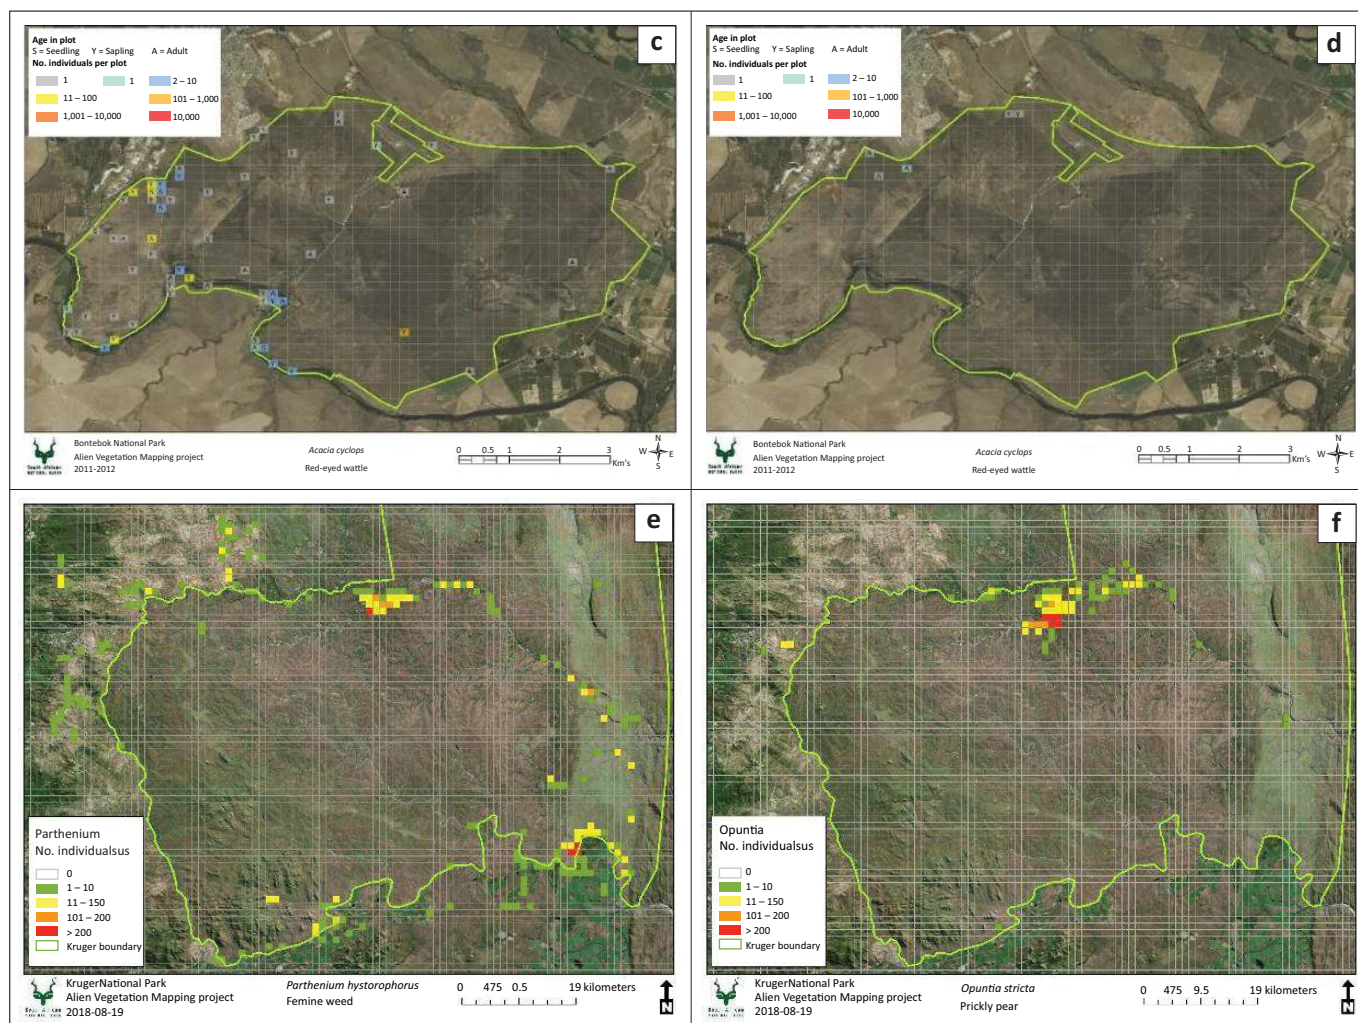 c
Age in plot
S = Seedling Y = Sapling A = Adult
No. individuals per plot
1 1 2 – 10
11 – 100 101 – 1,000
1,001 – 10,000 10,000
Bontebok National Park
Alien Vegetation Mapping project
2011-2012
Acacia cyclops
Red-eyed wattle
0 0.5 1 2 3
Km's
N
W E
S
d
Age in plot
S = Seedling Y = Sapling A = Adult
No. individuals per plot
1 1 2 – 10
11 – 100 101 – 1,000
1,001 – 10,000 10,000
Bontebok National Park
Alien Vegetation Mapping project
2011-2012
Acacia cyclops
Red-eyed wattle
0 0.5 1 2 3
Km's
N
W E
S
e
Parthenium
No. individualsus
0
1 – 10
11 – 150
101 – 200
> 200
Kruger boundary
KrugerNational Park
Alien Vegetation Mapping project
2018-08-19
Parthenium hystorophorus
Femine weed
0 475 0.5 19 kilometers
N
f
Opuntia
No. individualsus
0
1 – 10
11 – 150
101 – 200
> 200
Kruger boundary
KrugerNational Park
Alien Vegetation Mapping project
2018-08-19
Opuntia stricta
Prickly pear
0 475 9.5 19 kilometers
N